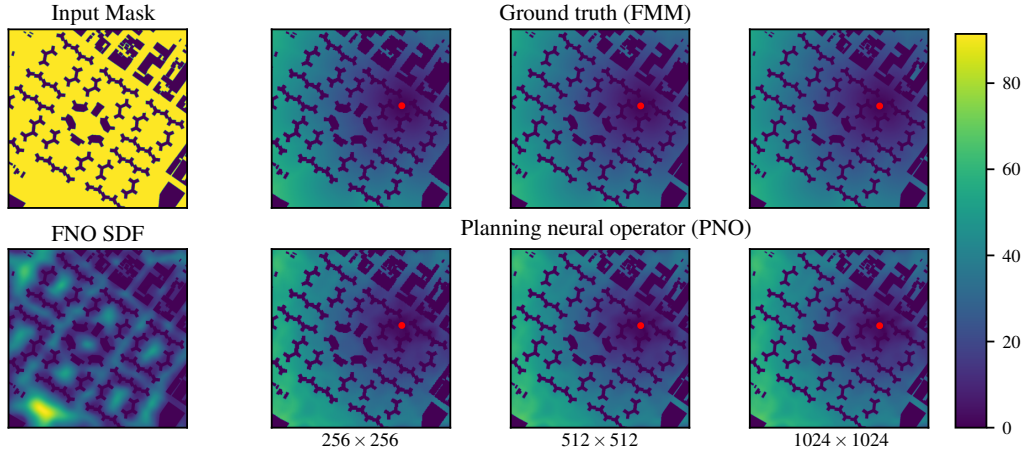 Input Mask
Ground truth (FMM)
FNO SDF
Planning neural operator (PNO)
256 × 256
512 × 512
1024 × 1024
80
60
40
20
0